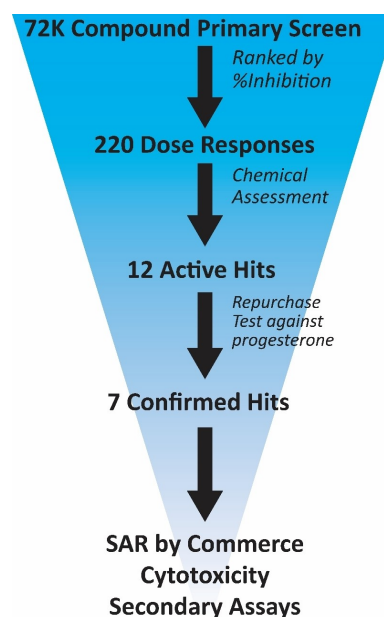 72K Compound Primary Screen
Ranked by
%Inhibition
220 Dose Responses
Chemical
Assessment
12 Active Hits
Repurchase
Test against
progesterone
7 Confirmed Hits
SAR by Commerce
Cytotoxicity
Secondary Assays